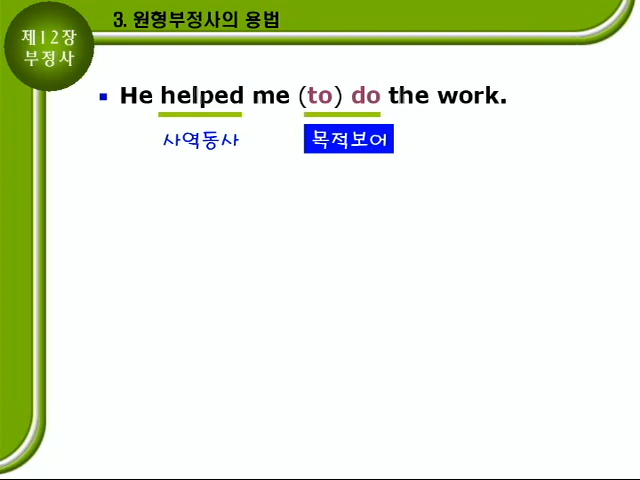 3. 원형부정사의 용법
제12장
부정사
He helped me (to) do the work.
사역동사 목적보어